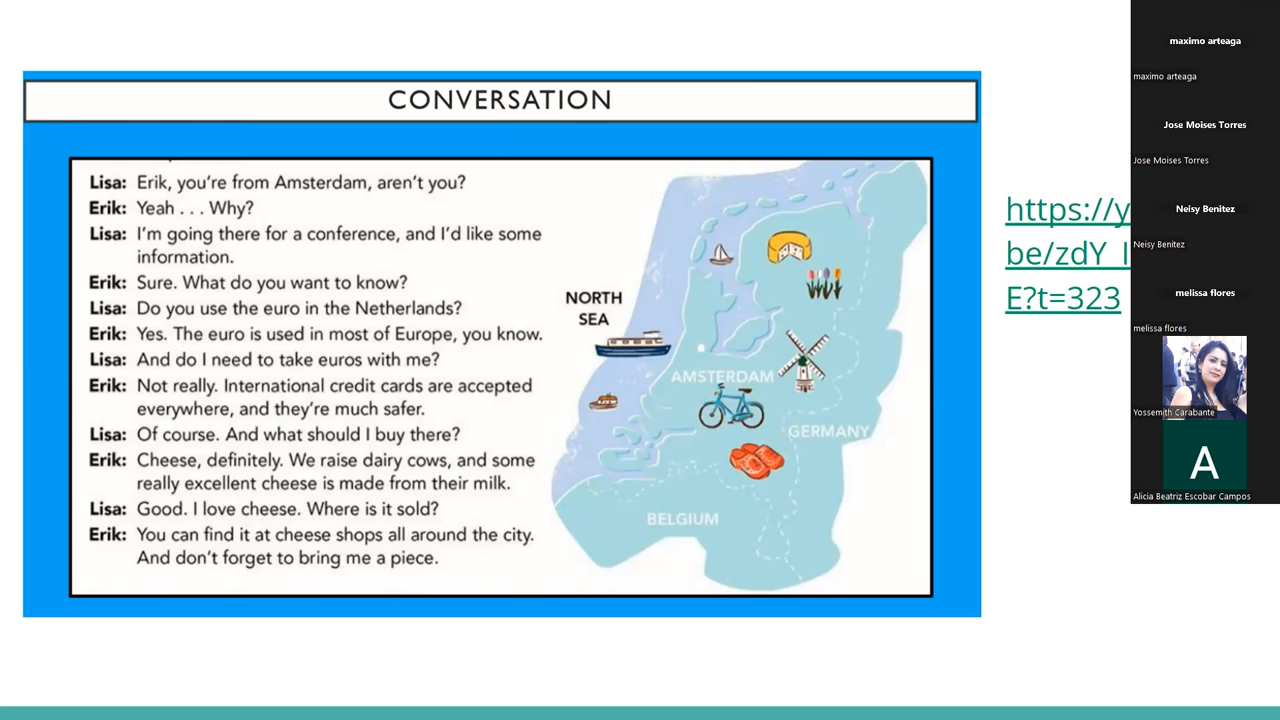 CONVERSATION
Lisa: Erik, you're from Amsterdam, aren't you?
Erik: Yeah . . . Why?
Lisa: I'm going there for a conference, and I'd like some
information.
Erik: Sure. What do you want to know?
Lisa: Do you use the euro in the Netherlands?
Erik: Yes. The euro is used in most of Europe, you know.
Lisa: And do I need to take euros with me?
Erik: Not really. International credit cards are accepted
everywhere, and they're much safer.
Lisa: Of course. And what should I buy there?
Erik: Cheese, definitely. We raise dairy cows, and some
really excellent cheese is made from their milk.
Lisa: Good. I love cheese. Where is it sold?
Erik: You can find it at cheese shops all around the city.
And don't forget to bring me a piece.
NORTH
SEA
AMSTERDAM
GERMANY
BELGIUM
https://y
be/zdY_
E?t=323
maximo arteaga
maximo arteaga
Jose Moises Torres
Jose Moises Torres
Neisy Benitez
Neisy Benitez
melissa flores
melissa flores
Yossemith Carabante
A
Alicia Beatriz Escobar Campos